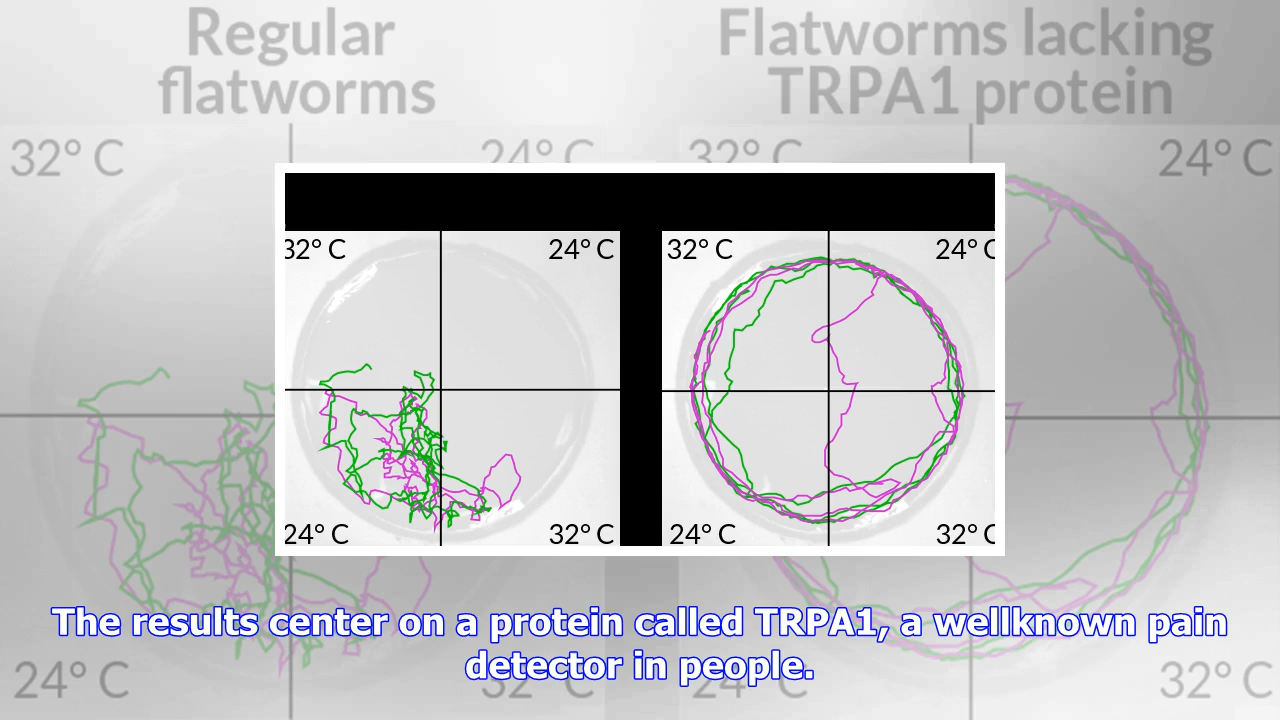 Regular
flatworms
Flatworms lacking
TRPA1 protein
32° C
24° C
32° C
24° C
32° C
24° C
32° C
24° C
24° C
32° C
24° C
32° C
24° C
32° C
24° C
32° C
The results center on a protein called TRPA1, a wellknown pain
detector in people.